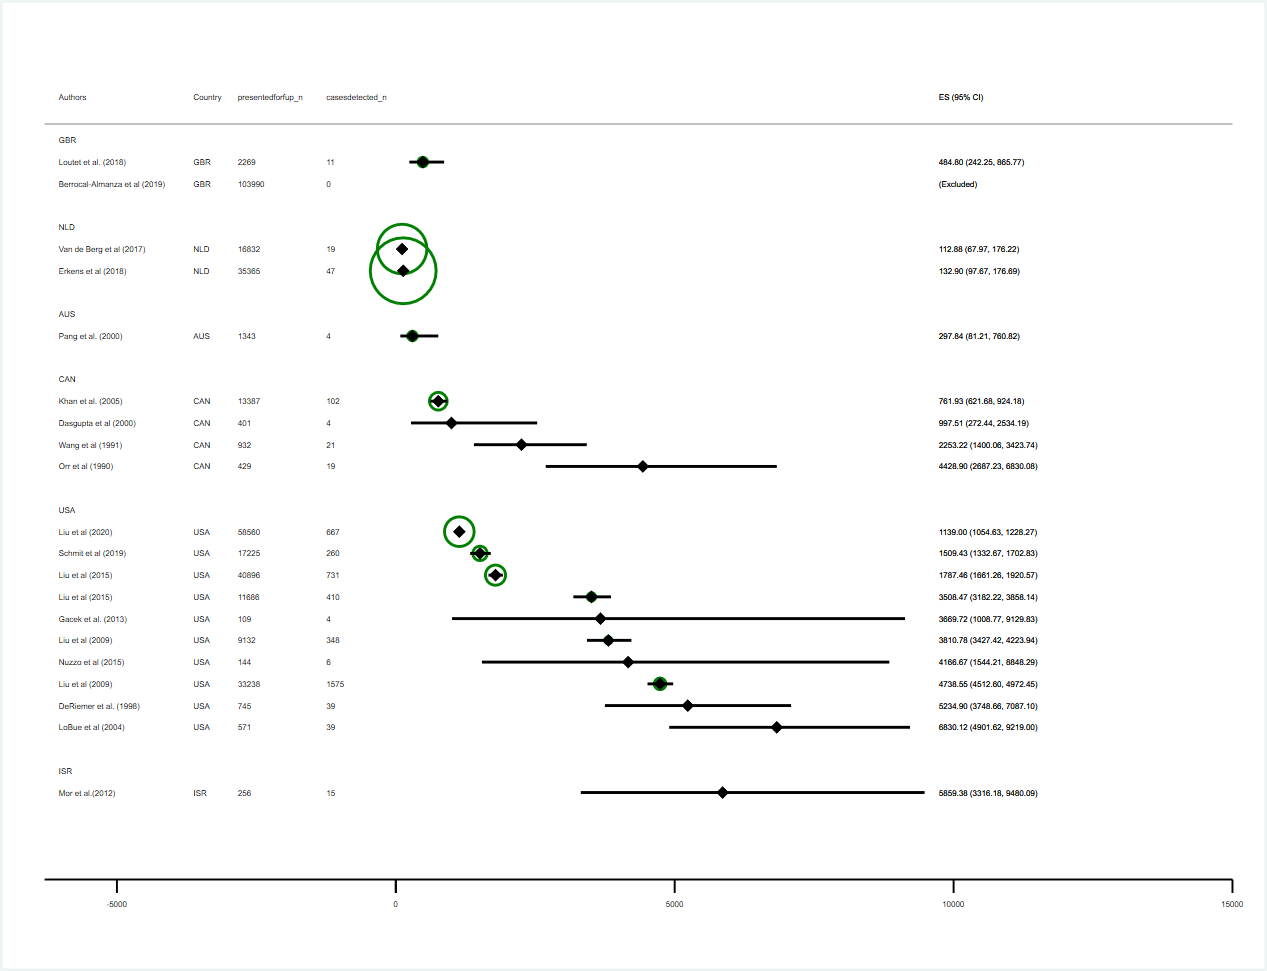 Authors Country presentedforfup_n casesdetected_n ES (95% CI)
GBR
Loutet et al. (2018) GBR 2269 11 484.80 (242.25, 865.77)
Berrocal-Almanza et al (2019) GBR 103990 0 (Excluded)
NLD
Van de Berg et al (2017) NLD 16832 19 112.88 (67.97, 176.22)
Erkens et al (2018) NLD 35365 47 132.90 (97.67, 176.69)
AUS
Pang et al. (2000) AUS 1343 4 297.84 (81.21, 760.82)
CAN
Khan et al. (2005) CAN 13387 102 761.93 (621.68, 924.18)
Dasgupta et al (2000) CAN 401 4 997.51 (272.44, 2534.19)
Wang et al (1991) CAN 932 21 2253.22 (1400.06, 3423.74)
Orr et al (1990) CAN 429 19 4428.90 (2687.23, 6830.08)
USA
Liu et al (2020) USA 58560 667 1139.00 (1054.63, 1228.27)
Schmit et al (2019) USA 17225 260 1509.43 (1332.67, 1702.83)
Liu et al (2015) USA 40896 731 1787.46 (1661.26, 1920.57)
Liu et al (2015) USA 11686 410 3508.47 (3182.22, 3858.14)
Gacek et al. (2013) USA 109 4 3669.72 (1008.77, 9129.83)
Liu et al (2009) USA 9132 348 3810.78 (3427.42, 4223.94)
Nuzzo et al (2015) USA 144 6 4166.67 (1544.21, 8848.29)
Liu et al (2009) USA 33238 1575 4738.55 (4512.60, 4972.45)
DeRiemer et al. (1998) USA 745 39 5234.90 (3748.66, 7087.10)
LoBue et al (2004) USA 571 39 6830.12 (4901.62, 9219.00)
ISR
Mor et al.(2012) ISR 256 15 5859.38 (3316.18, 9480.09)
-5000 0 5000 10000 15000